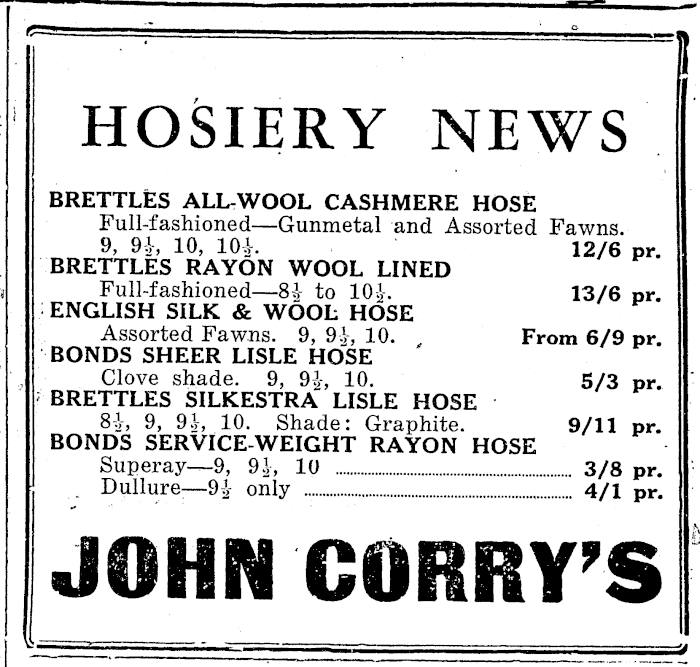 HOSIERY NEWS
BRETTLES ALL-WOOL CASHMERE HOSE
Full-fashioned—Gunmetal and Assorted Fawns.
9, 9½, 10, 10½. 12/6 pr.
BRETTLES RAYON WOOL LINED
Full-fashioned—8½ to 10½. 13/6 pr.
ENGLISH SILK & WOOL HOSE
Assorted Fawns. 9, 9½, 10. From 6/9 pr.
BONDS SHEER LISLE HOSE
Clove shade. 9, 9½, 10. 5/3 pr.
BRETTLES SILKESTRA LISLE HOSE
8½, 9, 9½, 10. Shade: Graphite. 9/11 pr.
BONDS SERVICE-WEIGHT RAYON HOSE
Superay—9, 9½, 10 ........ 3/8 pr.
Dullure—9½ only ........ 4/1 pr.
JOHN CORRY'S